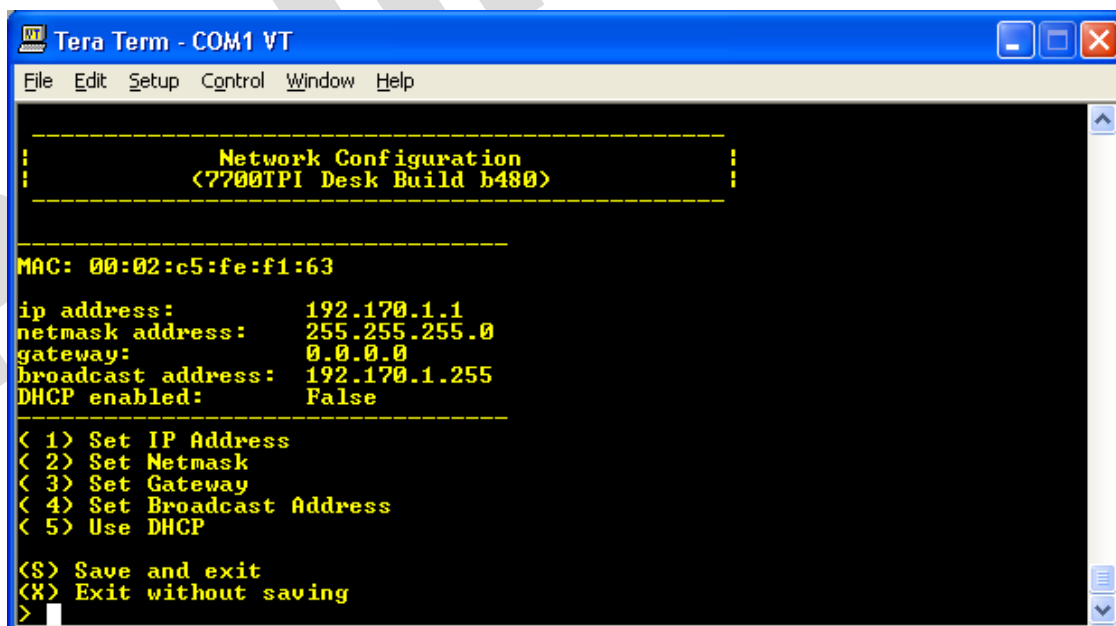 Tera Term - COM1 VT
File Edit Setup Control Window Help
Network Configuration
(7700TPI Desk Build b480)
MAC: 00:02:c5:fe:f1:63
ip address: 192.170.1.1
netmask address: 255.255.255.0
gateway: 0.0.0.0
broadcast address: 192.170.1.255
DHCP enabled: False
( 1) Set IP Address
( 2) Set Netmask
( 3) Set Gateway
( 4) Set Broadcast Address
( 5) Use DHCP
(S) Save and exit
(X) Exit without saving
>